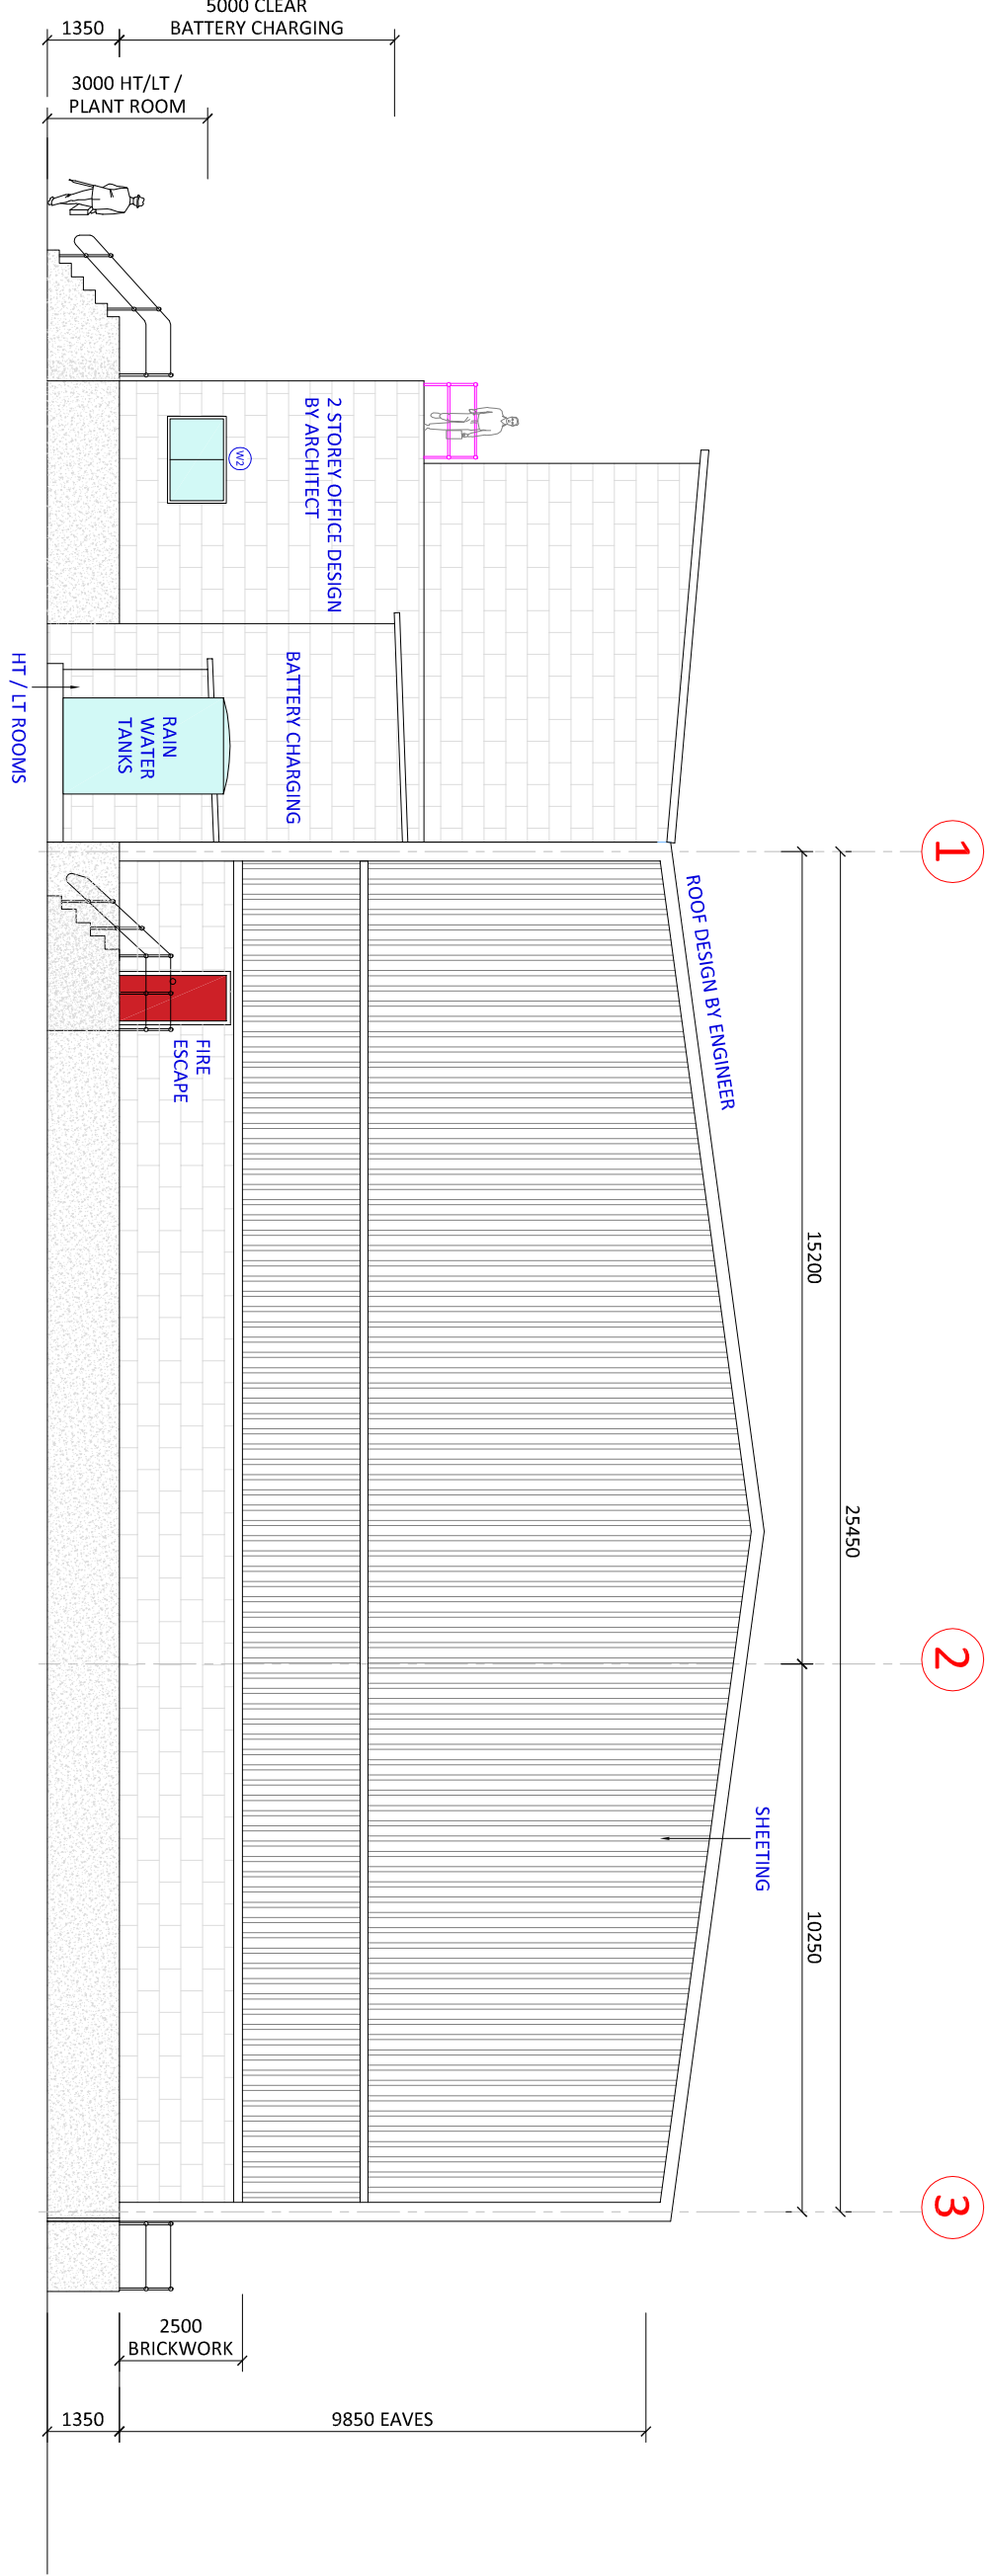 1
2
3
25450
15200
10250
ROOF DESIGN BY ENGINEER
SHEETING
2 STOREY OFFICE DESIGN
BY ARCHITECT
W2
BATTERY CHARGING
RAIN
WATER
TANKS
HT / LT ROOMS
FIRE
ESCAPE
5000 CLEAR
BATTERY CHARGING
1350
3000 HT/LT /
PLANT ROOM
2500
BRICKWORK
1350
9850 EAVES